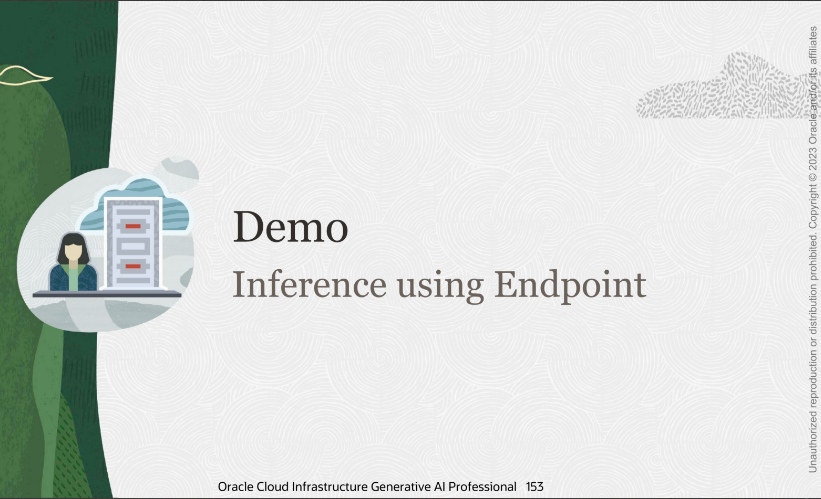 Demo
Inference using Endpoint
Oracle Cloud Infrastructure Generative AI Professional 153
Unauthorized reproduction or distribution prohibited. Copyright © 2023 Oracle and/or its affiliates